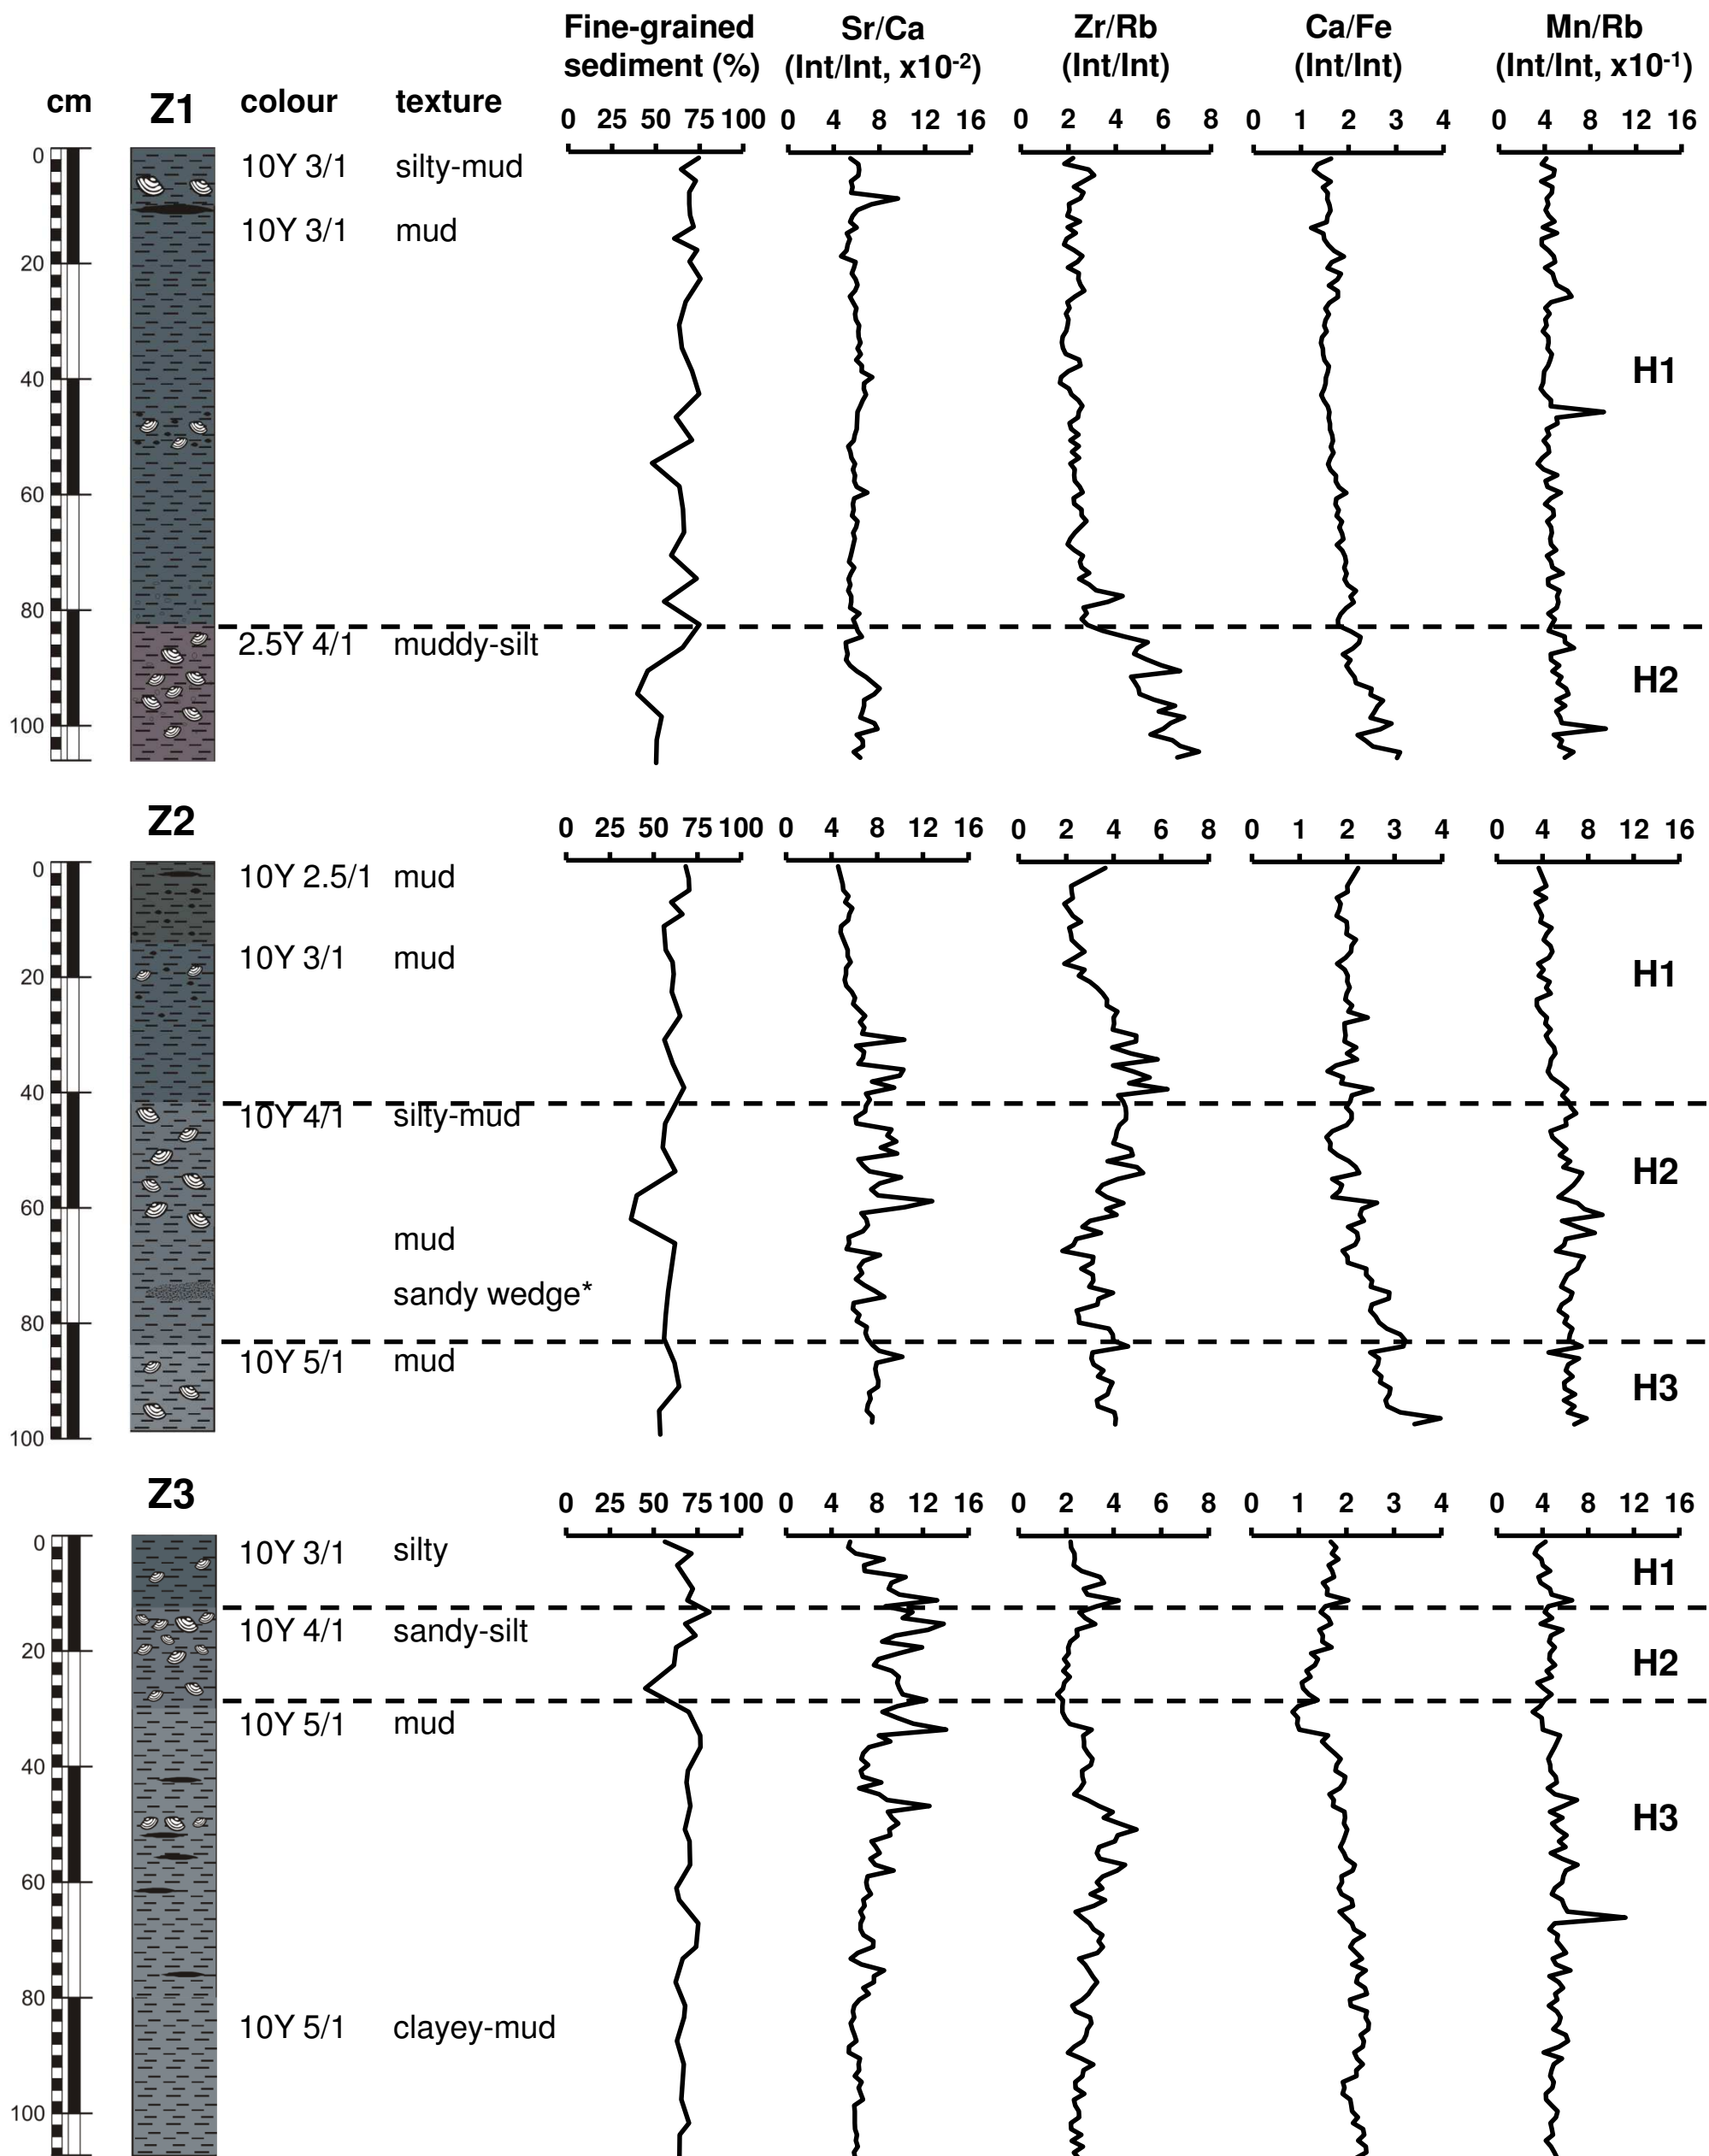 Fine-grained Sr/Ca Zr/Rb Ca/Fe Mn/Rb
sediment (%) (Int/Int, x10-2) (Int/Int) (Int/Int) (Int/Int, x10-1)
cm Z1 colour texture
0 25 50 75 100 0 4 8 12 16 0 2 4 6 8 0 1 2 3 4 0 4 8 12 16
0 10Y 3/1 silty-mud
10Y 3/1 mud
20
40 H1
60
80
2.5Y 4/1 muddy-silt
H2
100
Z2
0 25 50 75 100 0 4 8 12 16 0 2 4 6 8 0 1 2 3 4 0 4 8 12 16
0 10Y 2.5/1 mud
10Y 3/1 mud
20 H1
40
10Y 4/1 silty-mud
H2
60
mud
sandy wedge*
80
10Y 5/1 mud
H3
100
Z3
0 25 50 75 100 0 4 8 12 16 0 2 4 6 8 0 1 2 3 4 0 4 8 12 16
0 10Y 3/1 silty
H1
10Y 4/1 sandy-silt
20 H2
10Y 5/1 mud
40
H3
60
80
10Y 5/1 clayey-mud
100